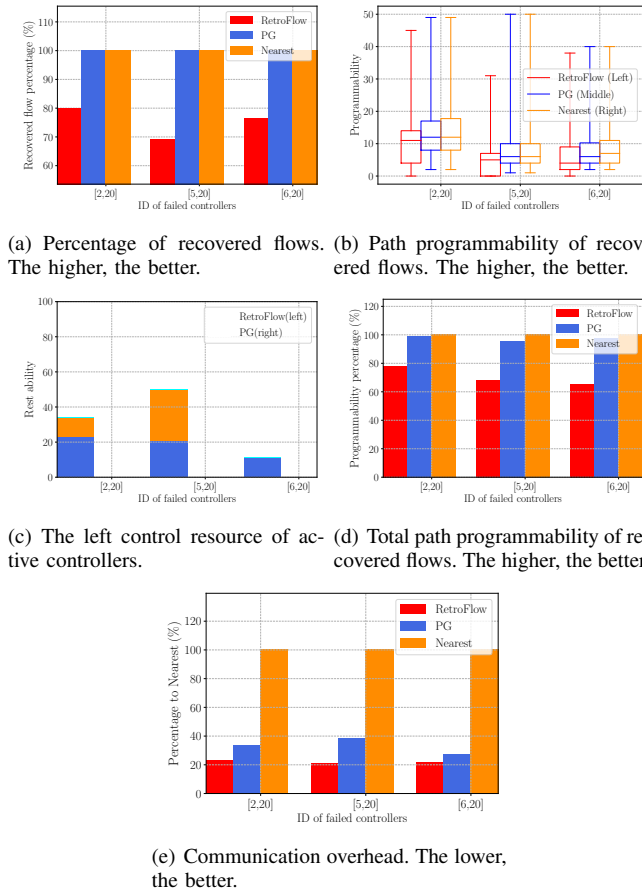 110
100
90
80
70
60
Recovered flow percentage (%)
RetroFlow
PG
Nearest
[2,20]
[5,20]
[6,20]
ID of failed controllers
50
40
30
20
10
0
Programmability
RetroFlow (Left)
PG (Middle)
Nearest (Right)
[2,20]
[5,20]
[6,20]
ID of failed controllers
(a) Percentage of recovered flows.
The higher, the better.
(b) Path programmability of recov
ered flows. The higher, the better.
100
80
60
40
20
0
Rest ability
RetroFlow(left)
PG(right)
[2,20]
[5,20]
[6,20]
ID of failed controllers
120
100
80
60
40
20
0
Programmability percentage (%)
RetroFlow
PG
Nearest
[2,20]
[5,20]
[6,20]
ID of failed controllers
(c) The left control resource of ac-
tive controllers.
(d) Total path programmability of re
covered flows. The higher, the better
120
100
80
60
40
20
0
Percentage to Nearest (%)
RetroFlow
PG
Nearest
[2,20]
[5,20]
[6,20]
ID of failed controllers
(e) Communication overhead. The lower,
the better.